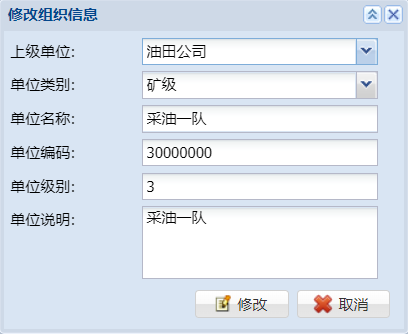 修改组织信息
上级单位: 油田公司
单位类别: 矿级
单位名称: 采油一队
单位编码: 30000000
单位级别: 3
单位说明: 采油一队
修改 取消